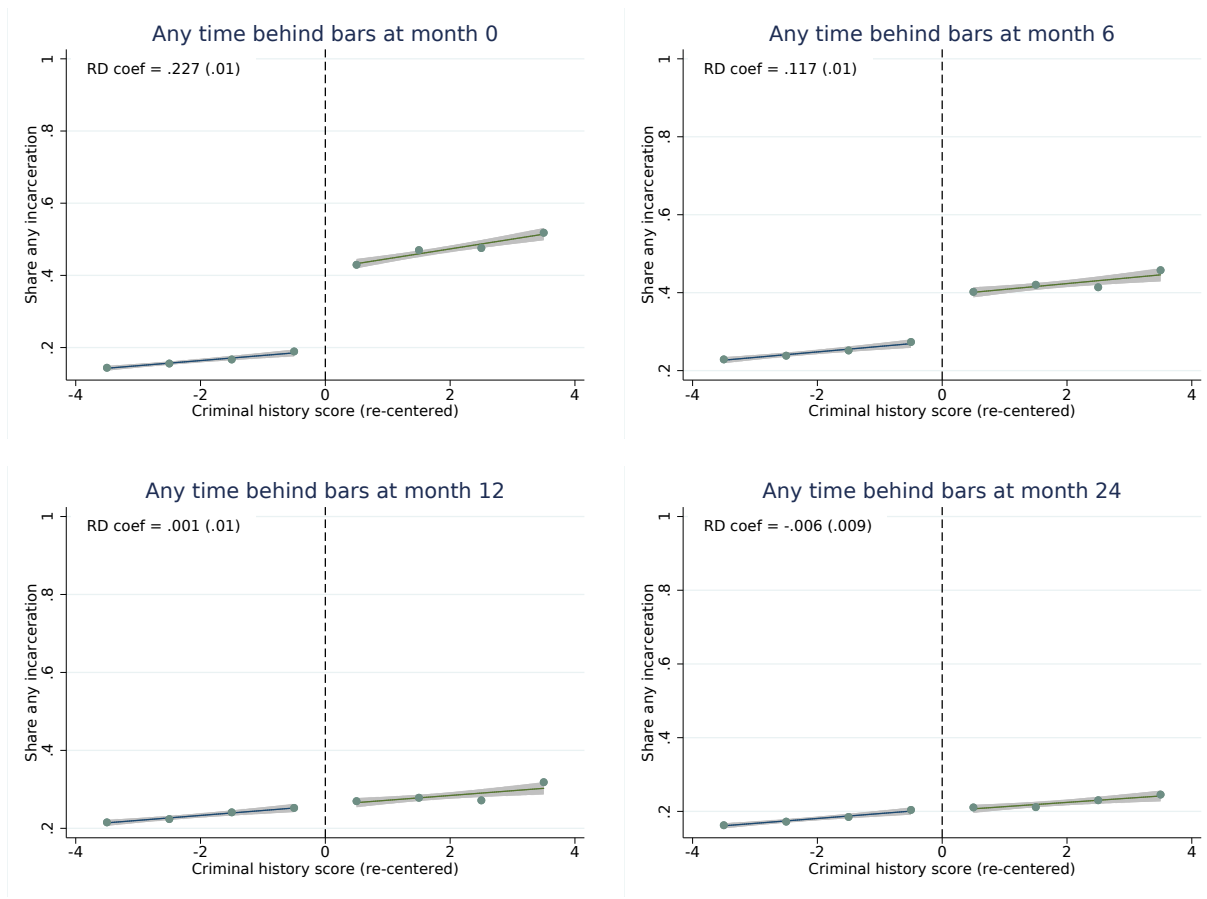 Any time behind bars at month 0
RD coef = .227 (.01)
Share any incarceration
1
.8
.6
.4
.2
-4
-2
0
2
4
Criminal history score (re-centered)
Any time behind bars at month 6
RD coef = .117 (.01)
Share any incarceration
1
.8
.6
.4
.2
-4
-2
0
2
4
Criminal history score (re-centered)
Any time behind bars at month 12
RD coef = .001 (.01)
Share any incarceration
1
.8
.6
.4
.2
-4
-2
0
2
4
Criminal history score (re-centered)
Any time behind bars at month 24
RD coef = -.006 (.009)
Share any incarceration
1
.8
.6
.4
.2
-4
-2
0
2
4
Criminal history score (re-centered)